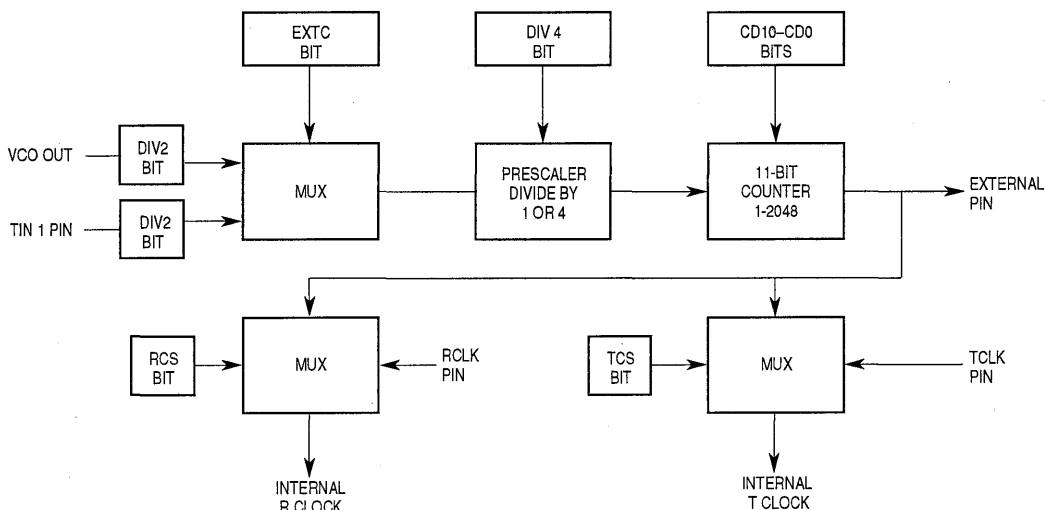 EXTC
BIT
DIV 4
BIT
CD10–CD0
BITS
VCO OUT
DIV2
BIT
TIN 1 PIN
DIV2
BIT
MUX
PRESCALER
DIVIDE BY
1 OR 4
11-BIT
COUNTER
1-2048
EXTERNAL
PIN
RCS
BIT
MUX
RCLK
PIN
TCS
BIT
MUX
TCLK
PIN
INTERNAL
R CLOCK
INTERNAL
T CLOCK